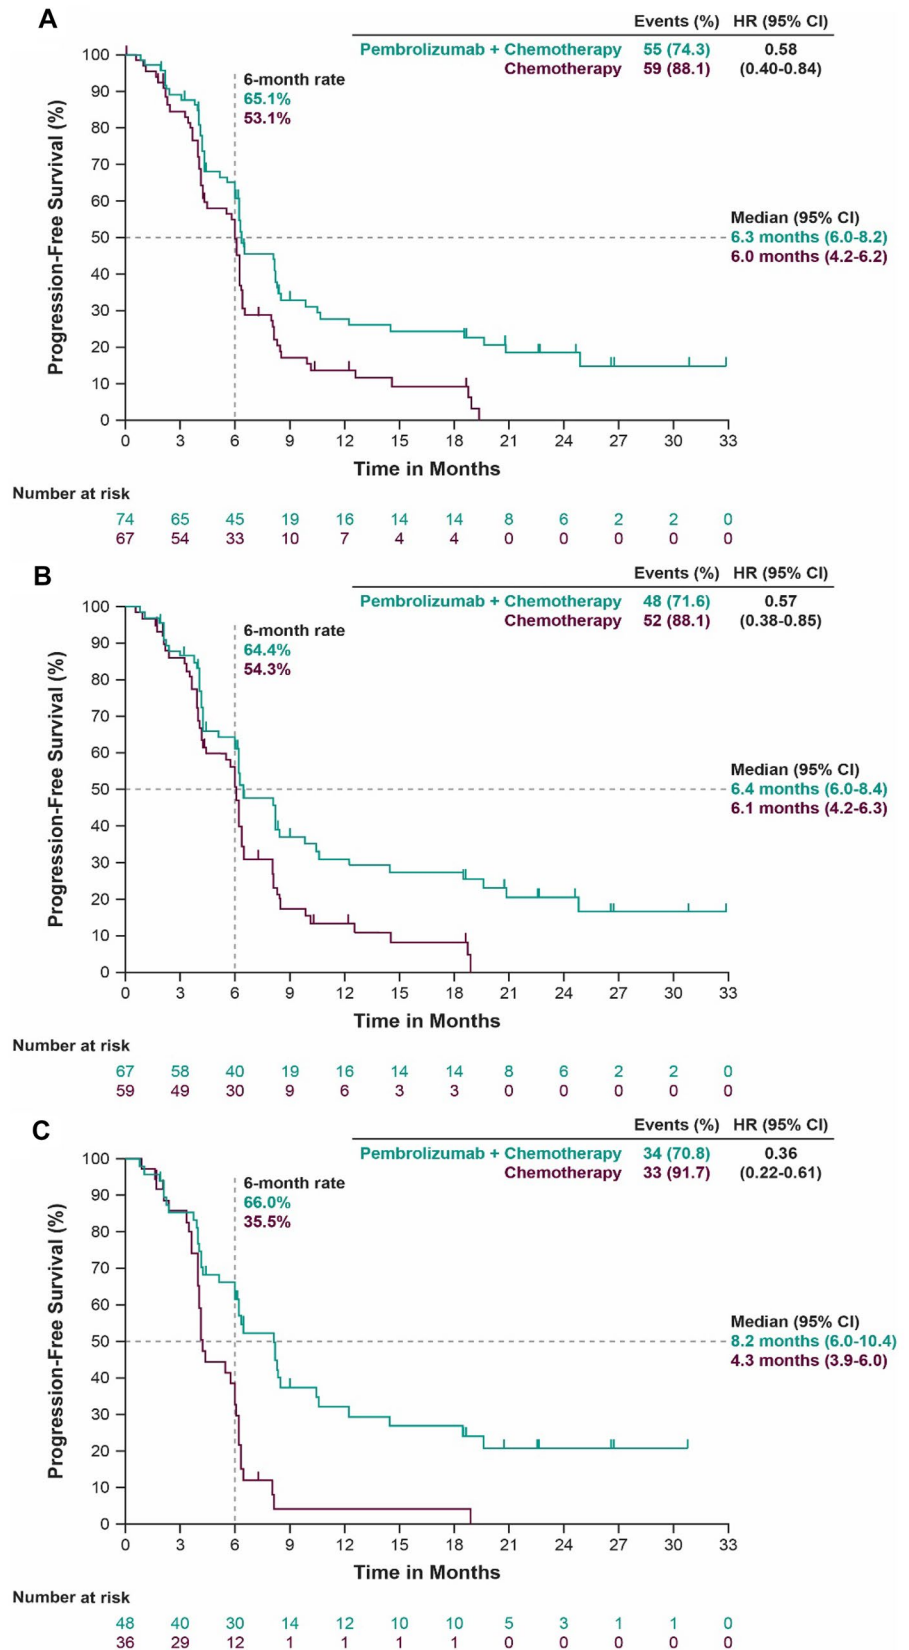 A
Events (%) HR (95% CI)
Pembrolizumab + Chemotherapy 55 (74.3) 0.58
Chemotherapy 59 (88.1) (0.40-0.84)
6-month rate
65.1%
53.1%
Progression-Free Survival (%)
100
90
80
70
60
50
40
30
20
10
0
Median (95% CI)
6.3 months (6.0-8.2)
6.0 months (4.2-6.2)
0 3 6 9 12 15 18 21 24 27 30 33
Time in Months
Number at risk
74 65 45 19 16 14 14 8 6 2 2 0
67 54 33 10 7 4 4 0 0 0 0 0
B
Events (%) HR (95% CI)
Pembrolizumab + Chemotherapy 48 (71.6) 0.57
Chemotherapy 52 (88.1) (0.38-0.85)
6-month rate
64.4%
54.3%
Progression-Free Survival (%)
100
90
80
70
60
50
40
30
20
10
0
Median (95% CI)
6.4 months (6.0-8.4)
6.1 months (4.2-6.3)
0 3 6 9 12 15 18 21 24 27 30 33
Time in Months
Number at risk
67 58 40 19 16 14 14 8 6 2 2 0
59 49 30 9 6 3 3 0 0 0 0 0
C
Events (%) HR (95% CI)
Pembrolizumab + Chemotherapy 34 (70.8) 0.36
Chemotherapy 33 (91.7) (0.22-0.61)
6-month rate
66.0%
35.5%
Progression-Free Survival (%)
100
90
80
70
60
50
40
30
20
10
0
Median (95% CI)
8.2 months (6.0-10.4)
4.3 months (3.9-6.0)
0 3 6 9 12 15 18 21 24 27 30 33
Time in Months
Number at risk
48 40 30 14 12 10 10 5 3 1 1 0
36 29 12 1 1 1 1 0 0 0 0 0